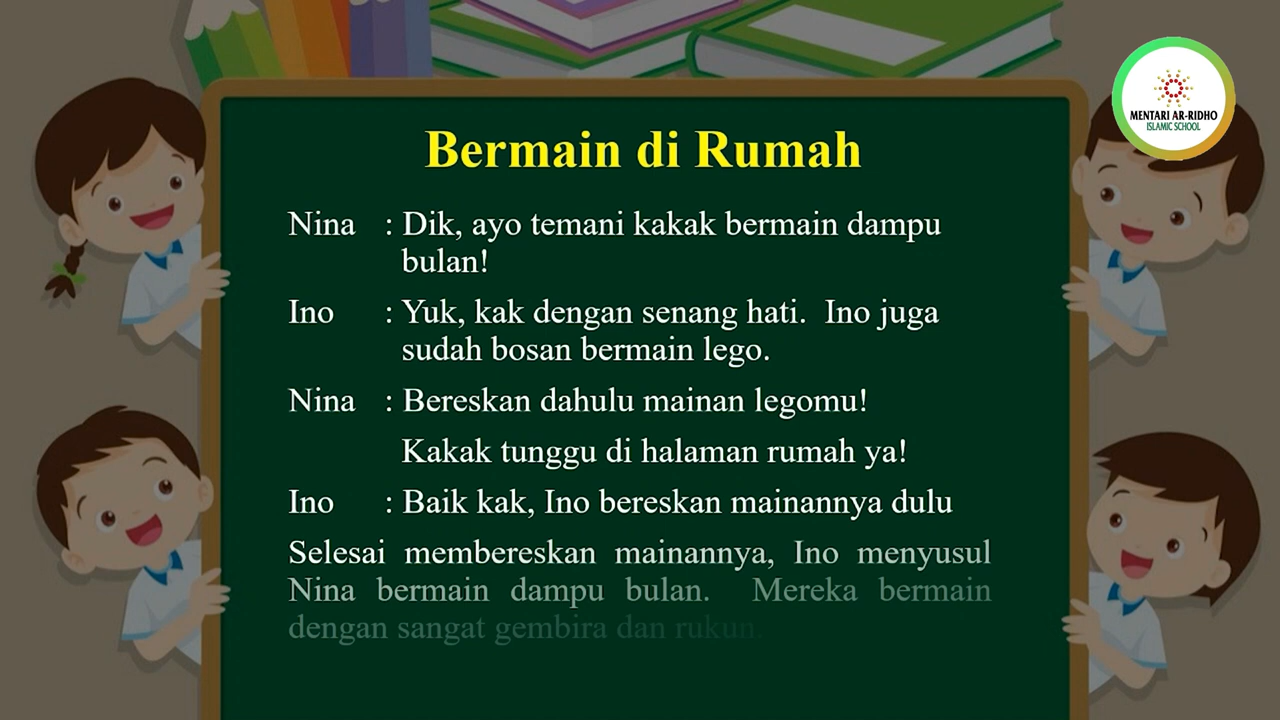 MENTARI AR-RIDHO
ISLAMIC SCHOOL
Bermain di Rumah
Nina : Dik, ayo temani kakak bermain dampu
bulan!
Ino : Yuk, kak dengan senang hati. Ino juga
sudah bosan bermain lego.
Nina : Bereskan dahulu mainan legomu!
Kakak tunggu di halaman rumah ya!
Ino : Baik kak, Ino bereskan mainannya dulu
Selesai membereskan mainannya, Ino menyusul
Nina bermain dampu bulan. Mereka bermain
dengan sangat gembira dan rukun.